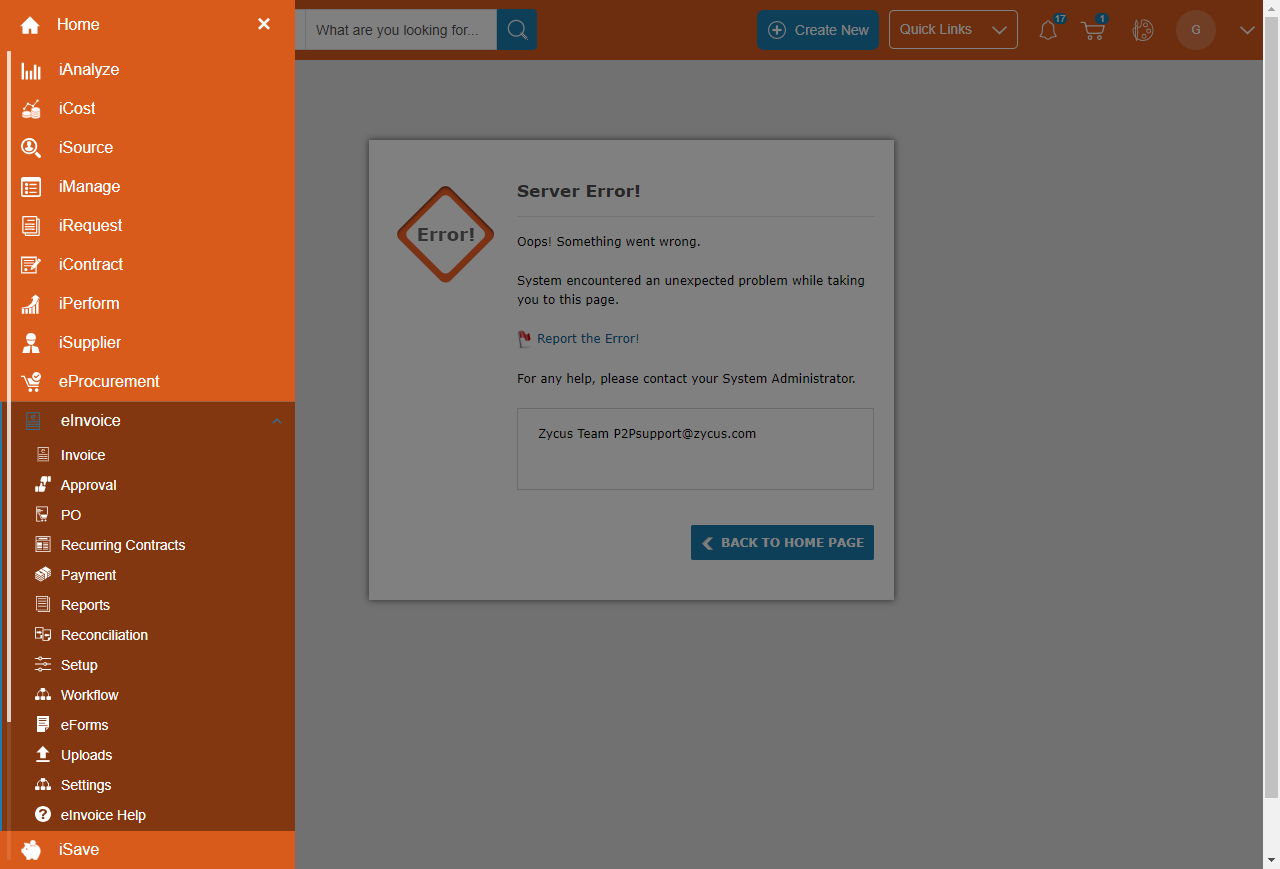 Home
What are you looking for...
Create New
Quick Links
17
1
G
iAnalyze
iCost
iSource
iManage
iRequest
iContract
iPerform
iSupplier
eProcurement
eInvoice
Invoice
Approval
PO
Recurring Contracts
Payment
Reports
Reconciliation
Setup
Workflow
eForms
Uploads
Settings
eInvoice Help
iSave
Error!
Server Error!
Oops! Something went wrong.
System encountered an unexpected problem while taking
you to this page.
Report the Error!
For any help, please contact your System Administrator.
Zycus Team P2Psupport@zycus.com
BACK TO HOME PAGE